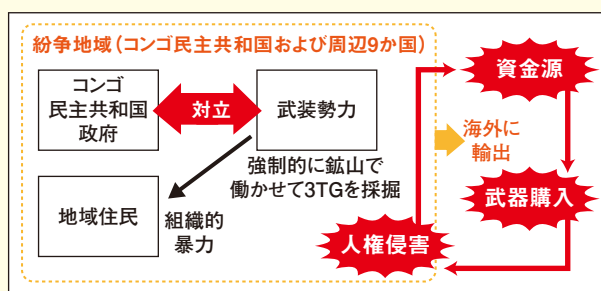 紛争地域（コンゴ民主共和国および周辺9か国）
コンゴ
民主共和国
政府
対立
武装勢力
強制的に鉱山で
働かせて3TGを採掘
地域住民
組織的
暴力
人権侵害
海外に
輸出
資金源
武器購入